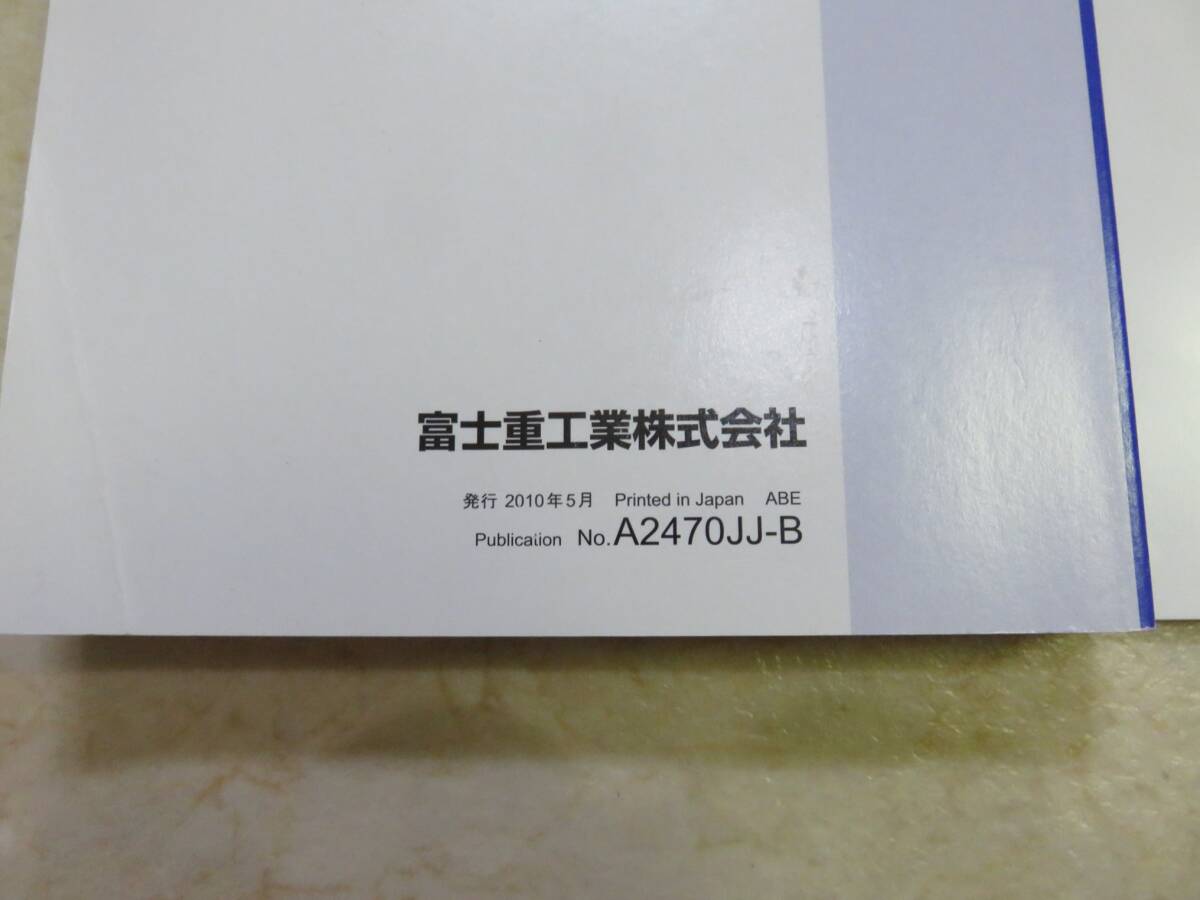 富士重工業株式会社
発行 2010年5月 Printed in Japan ABE
Publication No.A2470JJ-B